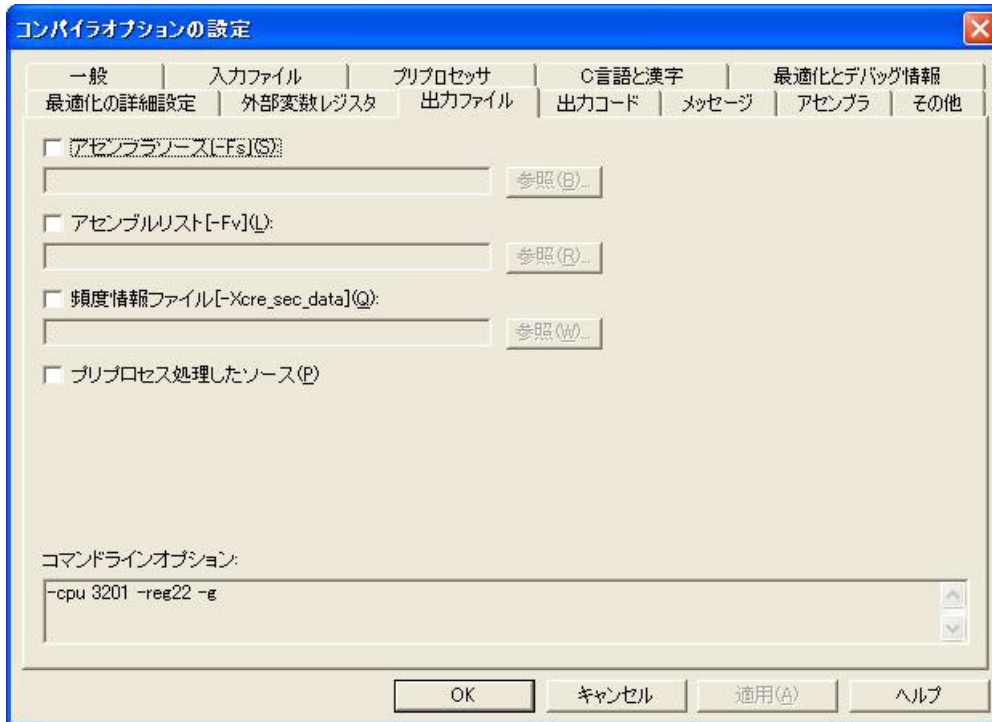 コンパイラオプションの設定
一般 入力ファイル プリプロセッサ C言語と漢字 最適化とデバッグ情報
最適化の詳細設定 外部変数レジスタ 出力ファイル 出力コード メッセージ アセンブラ その他
アセンブラソース[-Fs](S):
参照(B)...
アセンブルリスト[-Fv](L):
参照(R)...
頻度情報ファイル[-Xcre_sec_data](Q):
参照(W)...
プリプロセス処理したソース(P)
コマンドラインオプション:
-cpu 3201 -reg22 -g
OK キャンセル 適用(A) ヘルプ